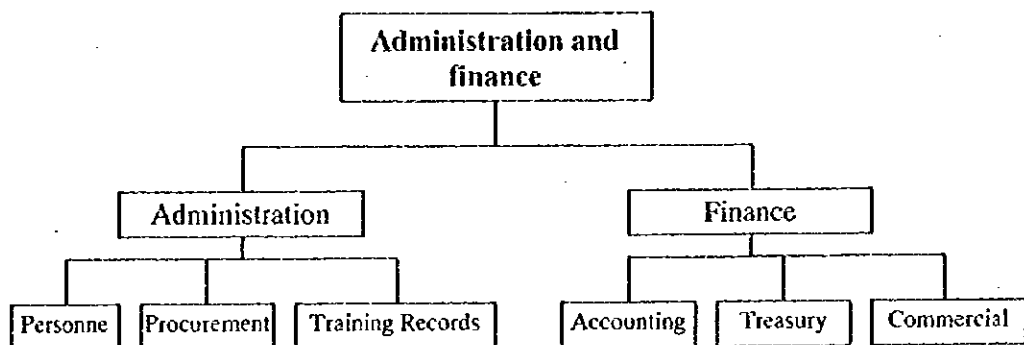 Administration and
finance
Administration
Finance
Personne
Procurement
Training Records
Accounting
Treasury
Commercial